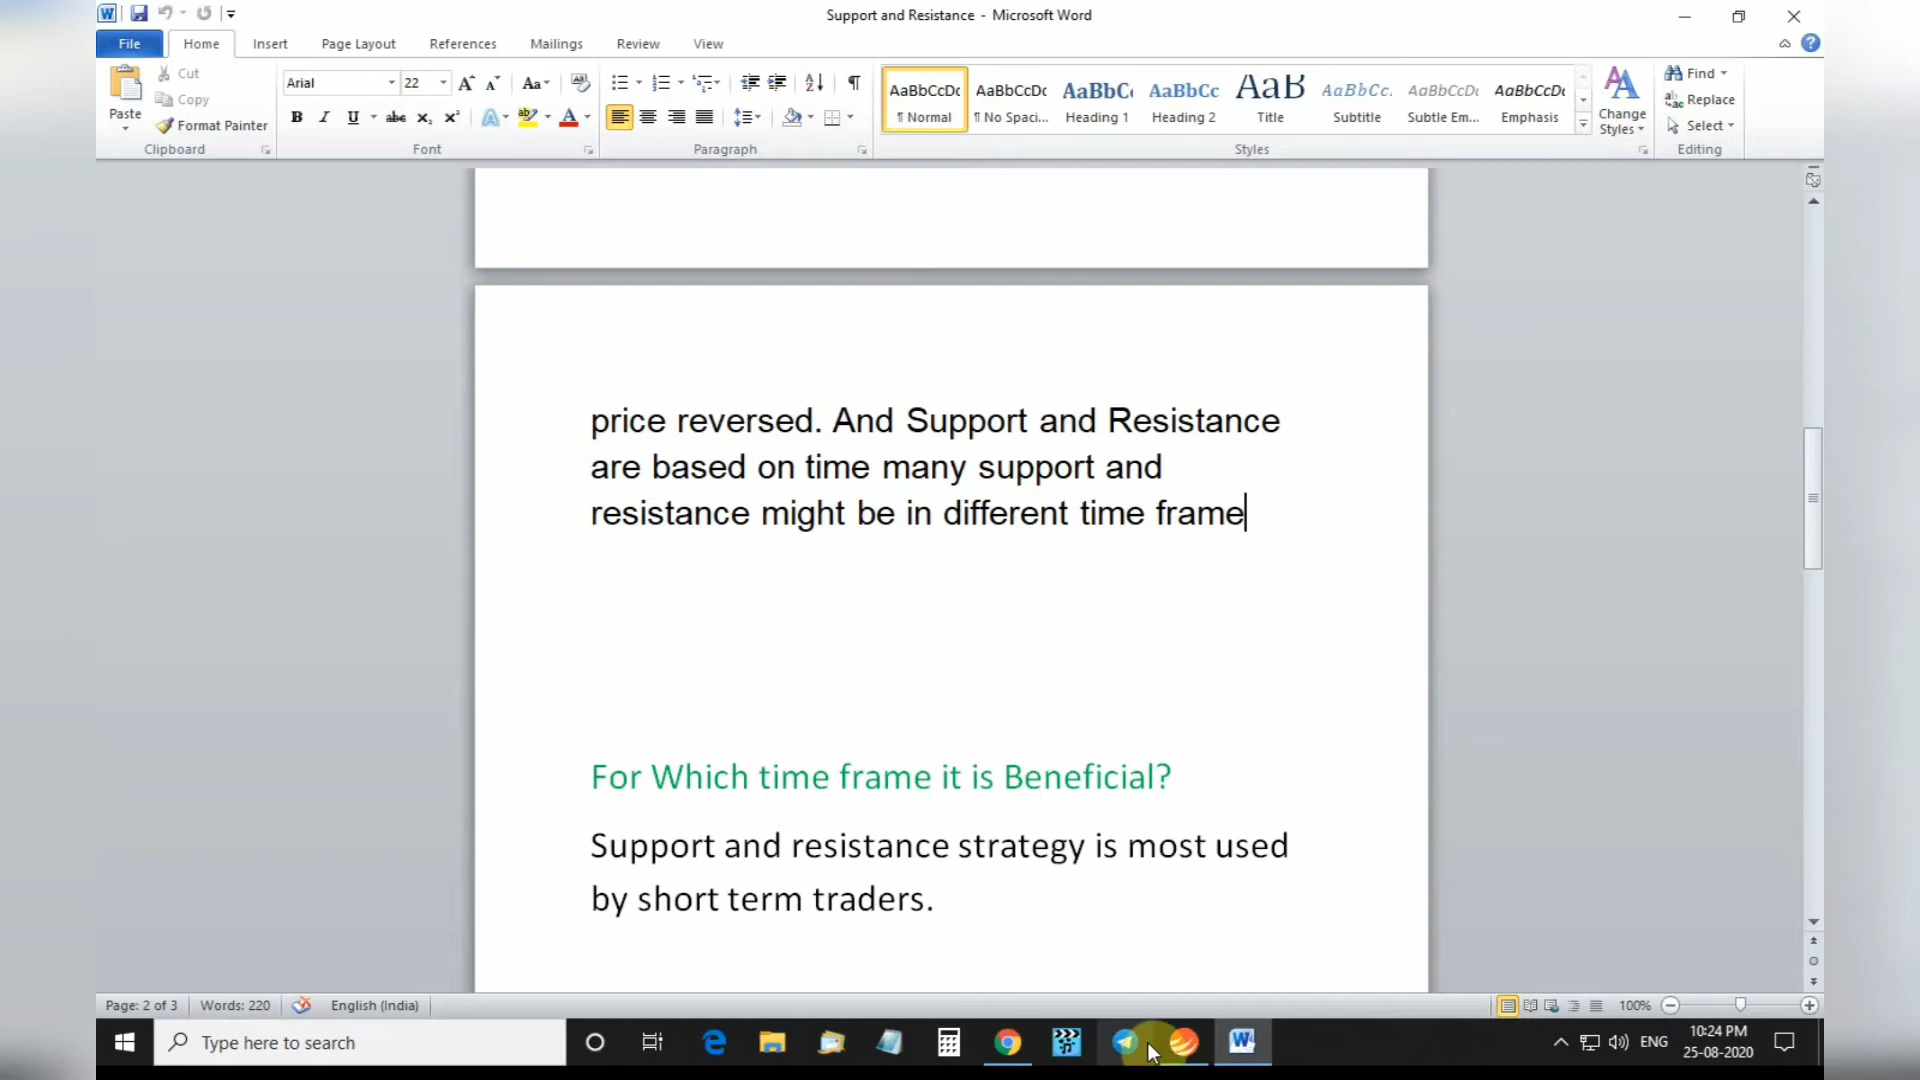 Support and Resistance - Microsoft Word
File Home Insert Page Layout References Mailings Review View
Paste
Cut
Copy
Format Painter
Clipboard
Arial 22
Font
Paragraph
AaBbCcDc AaBbCcDc AaBbC AaBbCc AaB AaBbCc. AaBbCcDc AaBbCcDc
¶ Normal ¶ No Spaci... Heading 1 Heading 2 Title Subtitle Subtle Em... Emphasis
Styles
Change Styles
Find
Replace
Select
Editing
price reversed. And Support and Resistance
are based on time many support and
resistance might be in different time frame
For Which time frame it is Beneficial?
Support and resistance strategy is most used
by short term traders.
Page: 2 of 3 Words: 220 English (India) 100%
Type here to search
ENG
10:24 PM
25-08-2020